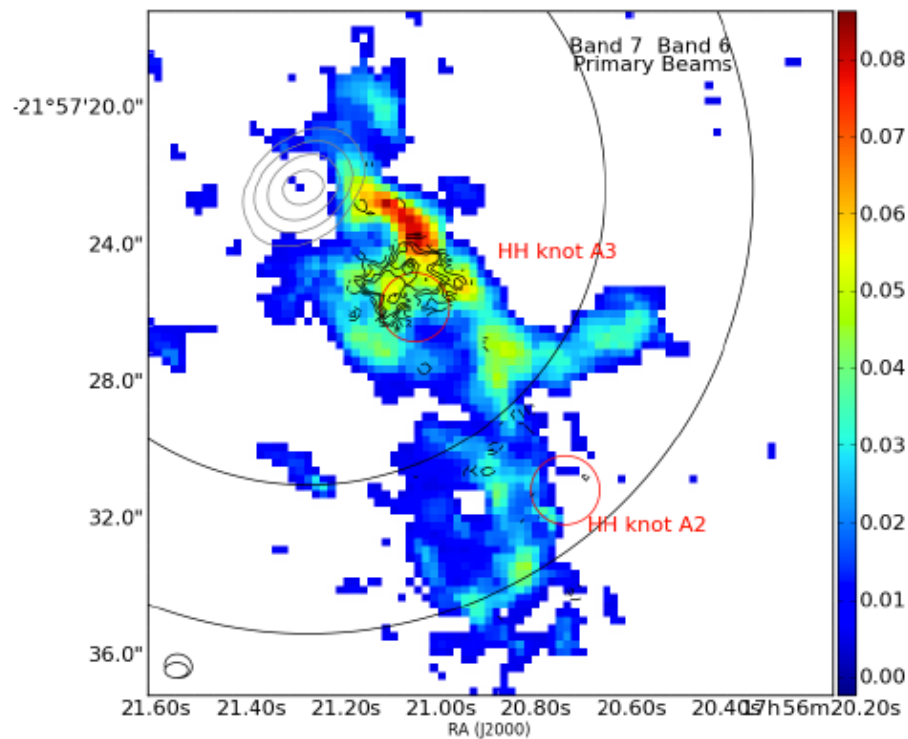 Band 7 Band 6
Primary Beams
-21°57'20.0"
24.0"
28.0"
32.0"
36.0"
HH knot A3
HH knot A2
0.08
0.07
0.06
0.05
0.04
0.03
0.02
0.01
0.00
21.60s 21.40s 21.20s 21.00s 20.80s 20.60s 20.40s 17h56m20.20s
RA (J2000)